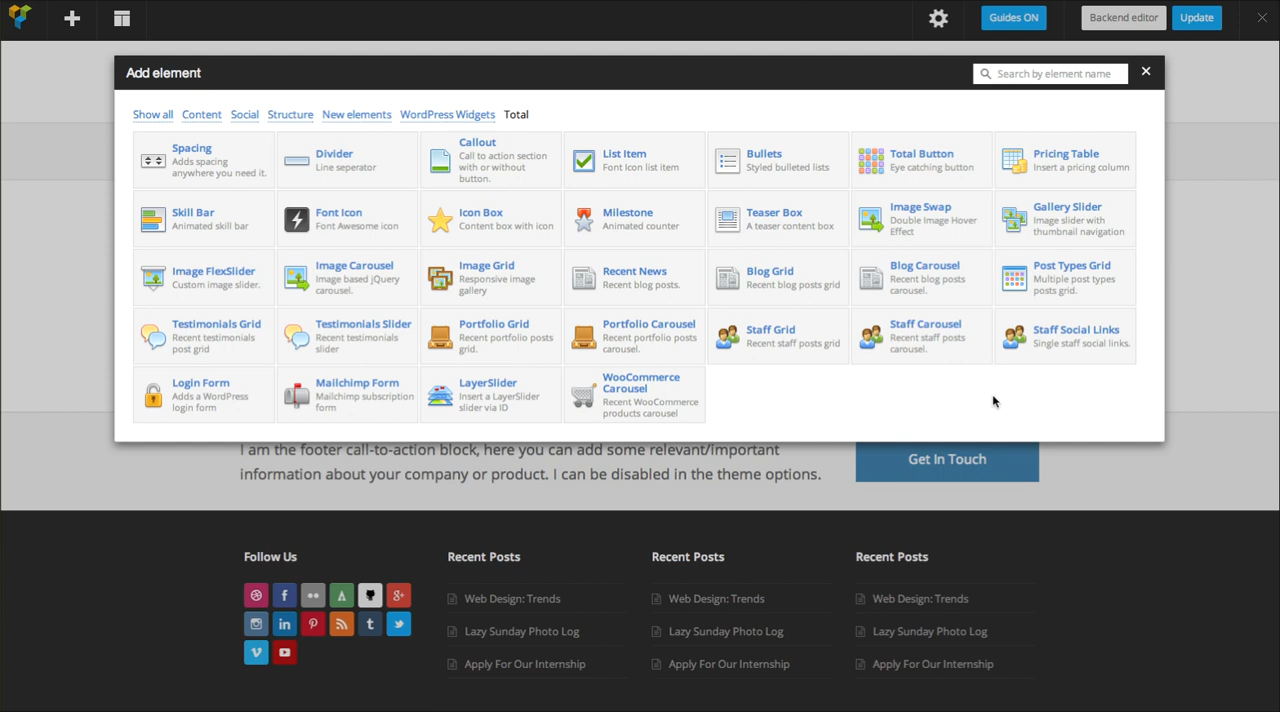 Guides ON
Backend editor
Update
Add element
Search by element name
Show all
Content
Social
Structure
New elements
WordPress Widgets
Total
Spacing
Adds spacing
anywhere you need it.
Divider
Line seperator
Callout
Call to action section
with or without
button.
List Item
Font Icon list item
Bullets
Styled bulleted lists
Total Button
Eye catching button
Pricing Table
Insert a pricing column
Skill Bar
Animated skill bar
Font Icon
Font Awesome icon
Icon Box
Content box with icon
Milestone
Animated counter
Teaser Box
A teaser content box
Image Swap
Double Image Hover
Effect
Gallery Slider
Image slider with
thumbnail navigation
Image FlexSlider
Custom image slider.
Image Carousel
Image based jQuery
carousel.
Image Grid
Responsive image
gallery
Recent News
Recent blog posts.
Blog Grid
Recent blog posts grid
Blog Carousel
Recent blog posts
carousel.
Post Types Grid
Multiple post types
posts grid.
Testimonials Grid
Recent testimonials
post grid
Testimonials Slider
Recent testimonials
slider
Portfolio Grid
Recent portfolio posts
grid.
Portfolio Carousel
Recent portfolio posts
carousel.
Staff Grid
Recent staff posts grid
Staff Carousel
Recent staff posts
carousel.
Staff Social Links
Single staff social links.
Login Form
Adds a WordPress
login form
Mailchimp Form
Mailchimp subscription
form
LayerSlider
Insert a LayerSlider
slider via ID
WooCommerce
Carousel
Recent WooCommerce
products carousel
I am the footer call-to-action block, here you can add some relevant/important
information about your company or product. I can be disabled in the theme options.
Get In Touch
Follow Us
Recent Posts
Web Design: Trends
Lazy Sunday Photo Log
Apply For Our Internship
Recent Posts
Web Design: Trends
Lazy Sunday Photo Log
Apply For Our Internship
Recent Posts
Web Design: Trends
Lazy Sunday Photo Log
Apply For Our Internship